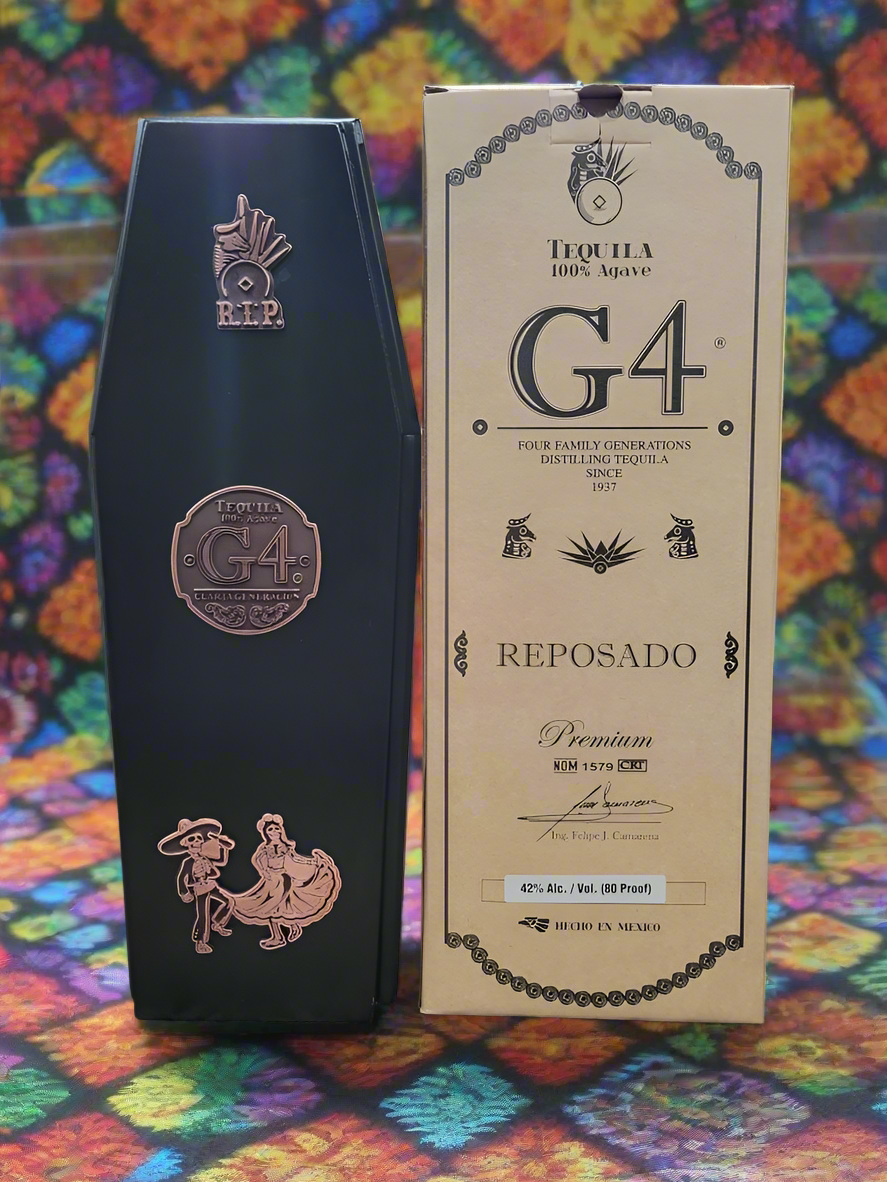 R.I.P.
TEQUILA
100% Agave
G4
CUARTA GENERACION
TEQUILA
100% Agave
G4®
FOUR FAMILY GENERATIONS
DISTILLING TEQUILA
SINCE
1937
REPOSADO
Premium
NOM 1579 CRT
Ing. Felipe J. Camarena
42% Alc. / Vol. (80 Proof)
HECHO EN MEXICO